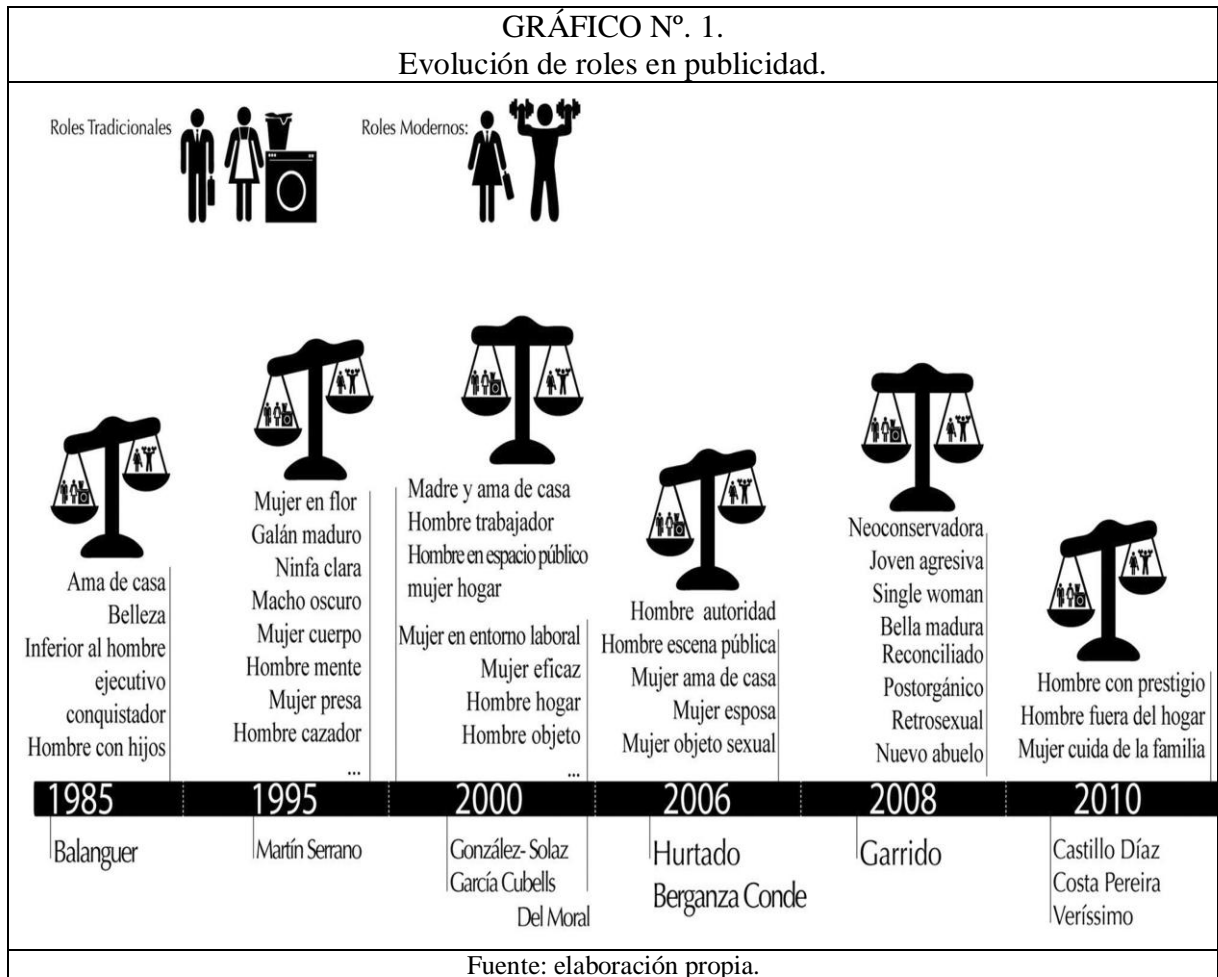 GRÁFICO Nº. 1.
Evolución de roles en publicidad.
Roles Tradicionales
Roles Modernos:
Ama de casa
Belleza
Inferior al hombre
ejecutivo
conquistador
Hombre con hijos
Mujer en flor
Galán maduro
Ninfa clara
Macho oscuro
Mujer cuerpo
Hombre mente
Mujer presa
Hombre cazador
...
Madre y ama de casa
Hombre trabajador
Hombre en espacio público
mujer hogar
Mujer en entorno laboral
Mujer eficaz
Hombre hogar
Hombre objeto
...
Hombre autoridad
Hombre escena pública
Mujer ama de casa
Mujer esposa
Mujer objeto sexual
Neoconservadora
Joven agresiva
Single woman
Bella madura
Reconciliado
Postorgánico
Retrosexual
Nuevo abuelo
Hombre con prestigio
Hombre fuera del hogar
Mujer cuida de la familia
1985
1995
2000
2006
2008
2010
Balanguer
Martín Serrano
González- Solaz
García Cubells
Del Moral
Hurtado
Berganza Conde
Garrido
Castillo Díaz
Costa Pereira
Veríssimo
Fuente: elaboración propia.